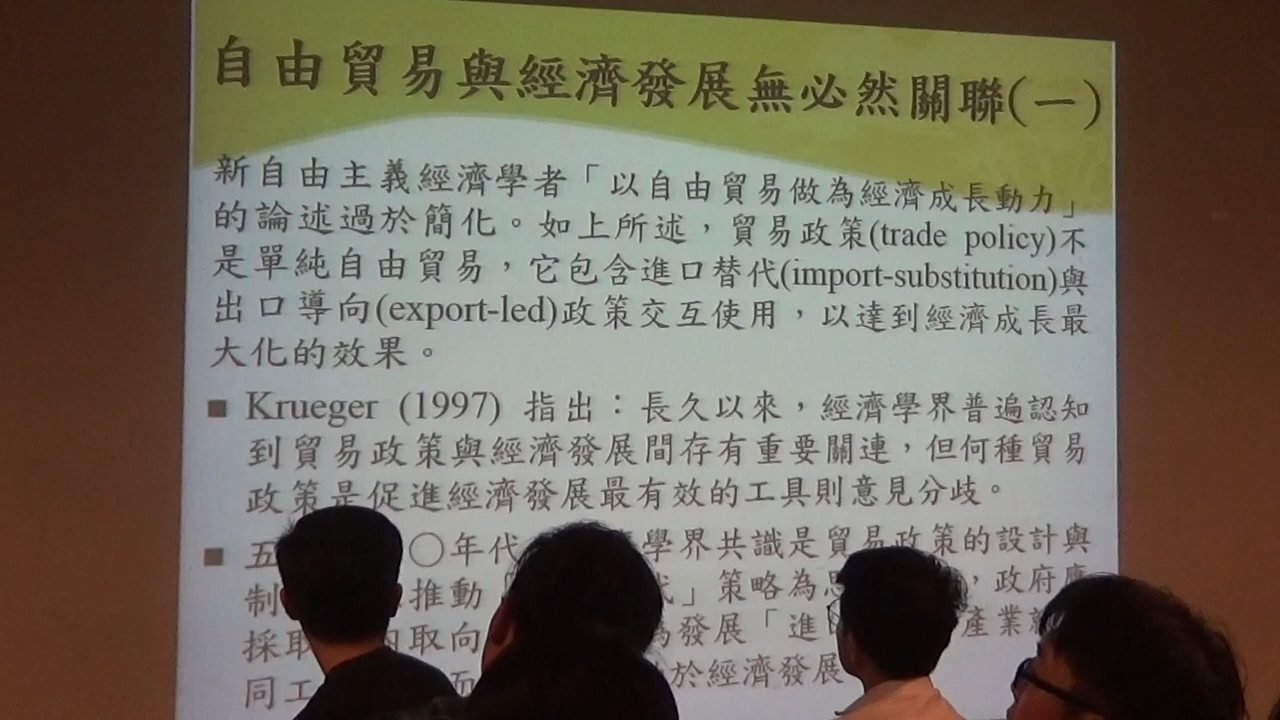 自由貿易與經濟發展無必然關聯(一)
新自由主義經濟學者「以自由貿易做為經濟成長動力」
的論述過於簡化。如上所述，貿易政策(trade policy)不
是單純自由貿易，它包含進口替代(import-substitution)與
出口導向(export-led)政策交互使用，以達到經濟成長最
大化的效果。
■ Krueger (1997) 指出：長久以來，經濟學界普遍認知
到貿易政策與經濟發展間存有重要關連，但何種貿易
政策是促進經濟發展最有效的工具則意見分歧。
■ 五 〇年代 學界共識是貿易政策的設計與
制 推動 」策略為 ，政府
採取 取向 發展「進 產業
同工 於經濟發展